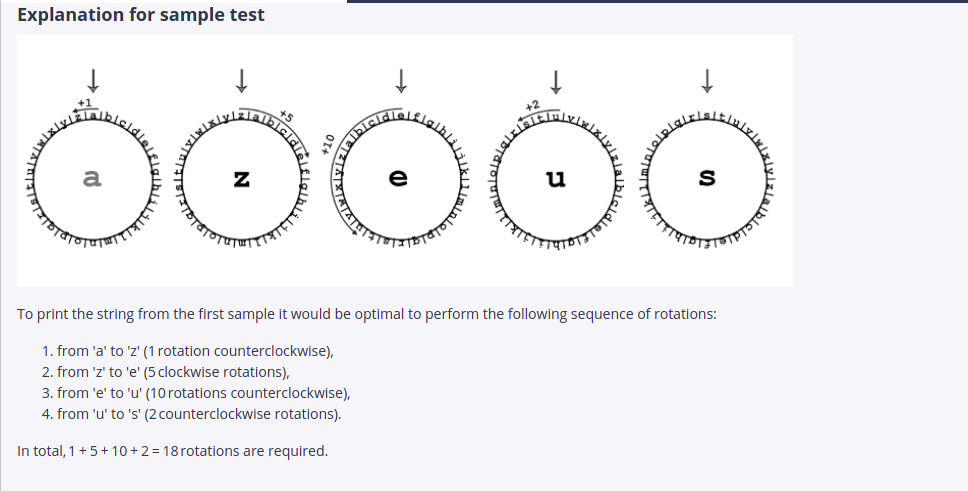 Explanation for sample test
+1
+5
+10
+2
a
z
e
u
s
To print the string from the first sample it would be optimal to perform the following sequence of rotations:
1. from 'a' to 'z' (1 rotation counterclockwise),
2. from 'z' to 'e' (5 clockwise rotations),
3. from 'e' to 'u' (10 rotations counterclockwise),
4. from 'u' to 's' (2 counterclockwise rotations).
In total, 1 + 5 + 10 + 2 = 18 rotations are required.